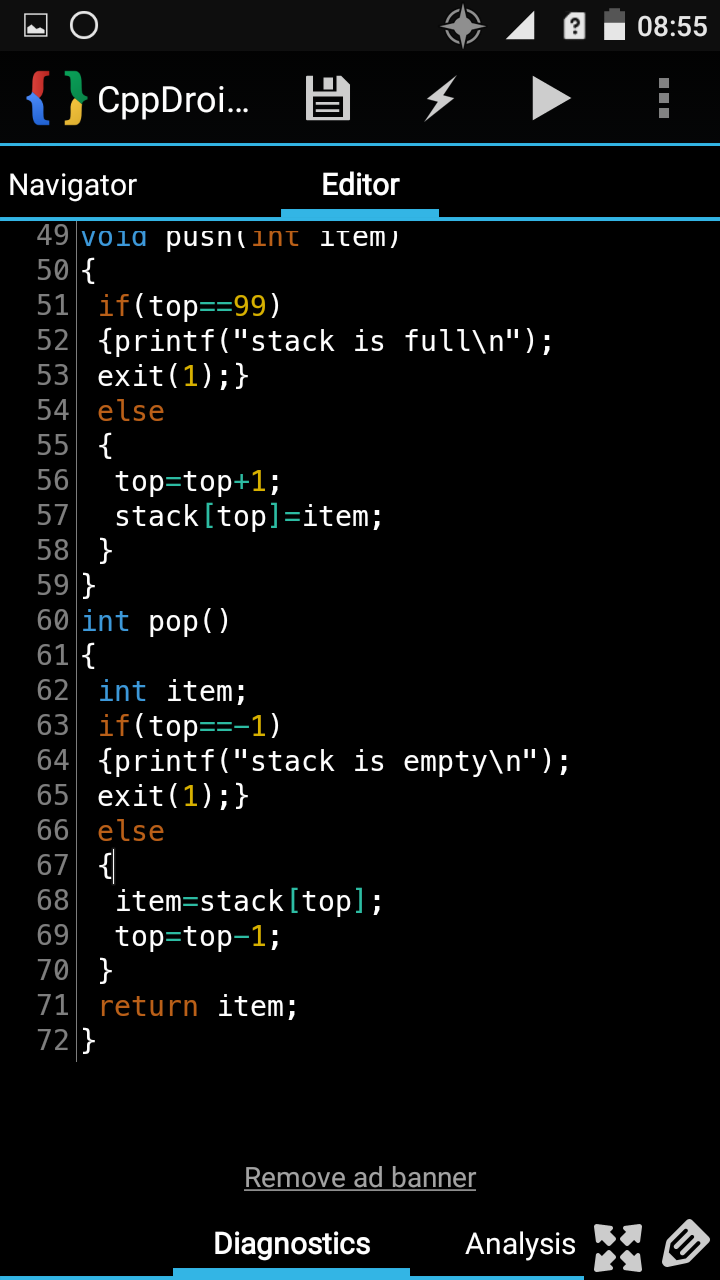 08:55
CppDroi...
Navigator Editor
49 void push(int item)
50 {
51 if(top==99)
52 {printf("stack is full\n");
53 exit(1);}
54 else
55 {
56 top=top+1;
57 stack[top]=item;
58 }
59 }
60 int pop()
61 {
62 int item;
63 if(top==-1)
64 {printf("stack is empty\n");
65 exit(1);}
66 else
67 {
68 item=stack[top];
69 top=top-1;
70 }
71 return item;
72 }
Remove ad banner
Diagnostics Analysis